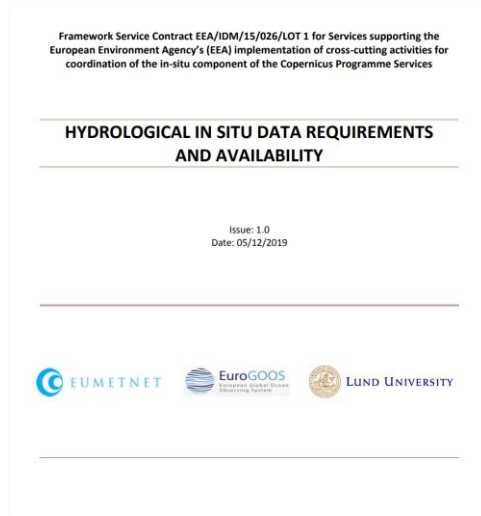 Framework Service Contract EEA/IDM/15/026/LOT 1 for Services supporting the
European Environment Agency's (EEA) implementation of cross-cutting activities for
coordination of the in-situ component of the Copernicus Programme Services
HYDROLOGICAL IN SITU DATA REQUIREMENTS
AND AVAILABILITY
Issue: 1.0
Date: 05/12/2019
EUMETNET
EuroGOOS
European Global Ocean
Observing System
LUND UNIVERSITY